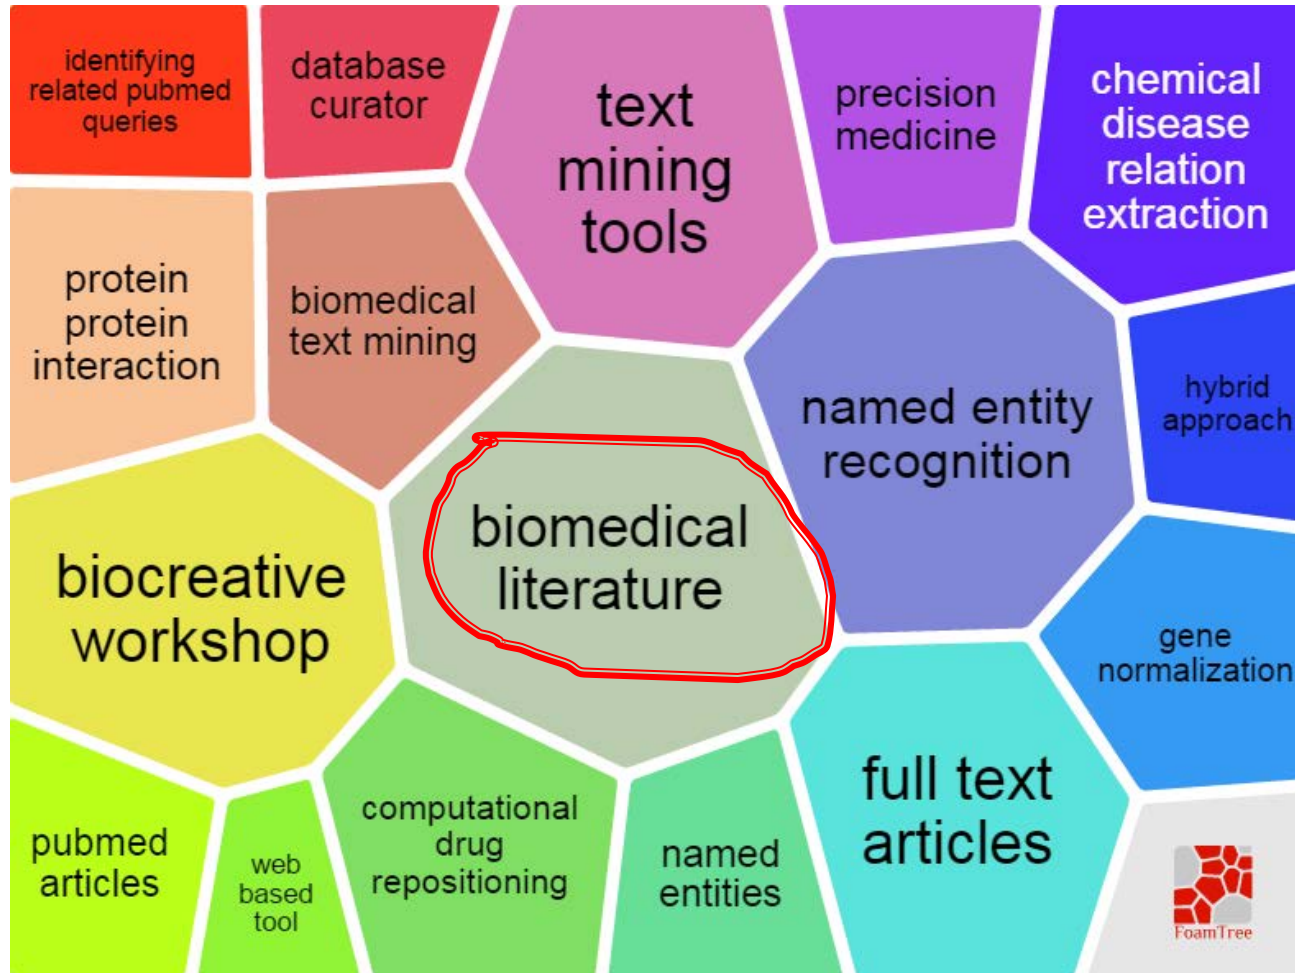 identifying
related pubmed
queries
database
curator
text
mining
tools
precision
medicine
chemical
disease
relation
extraction
protein
protein
interaction
biomedical
text mining
named entity
recognition
hybrid
approach
biocreative
workshop
biomedical
literature
gene
normalization
pubmed
articles
web
based
tool
computational
drug
repositioning
named
entities
full text
articles
FoamTree